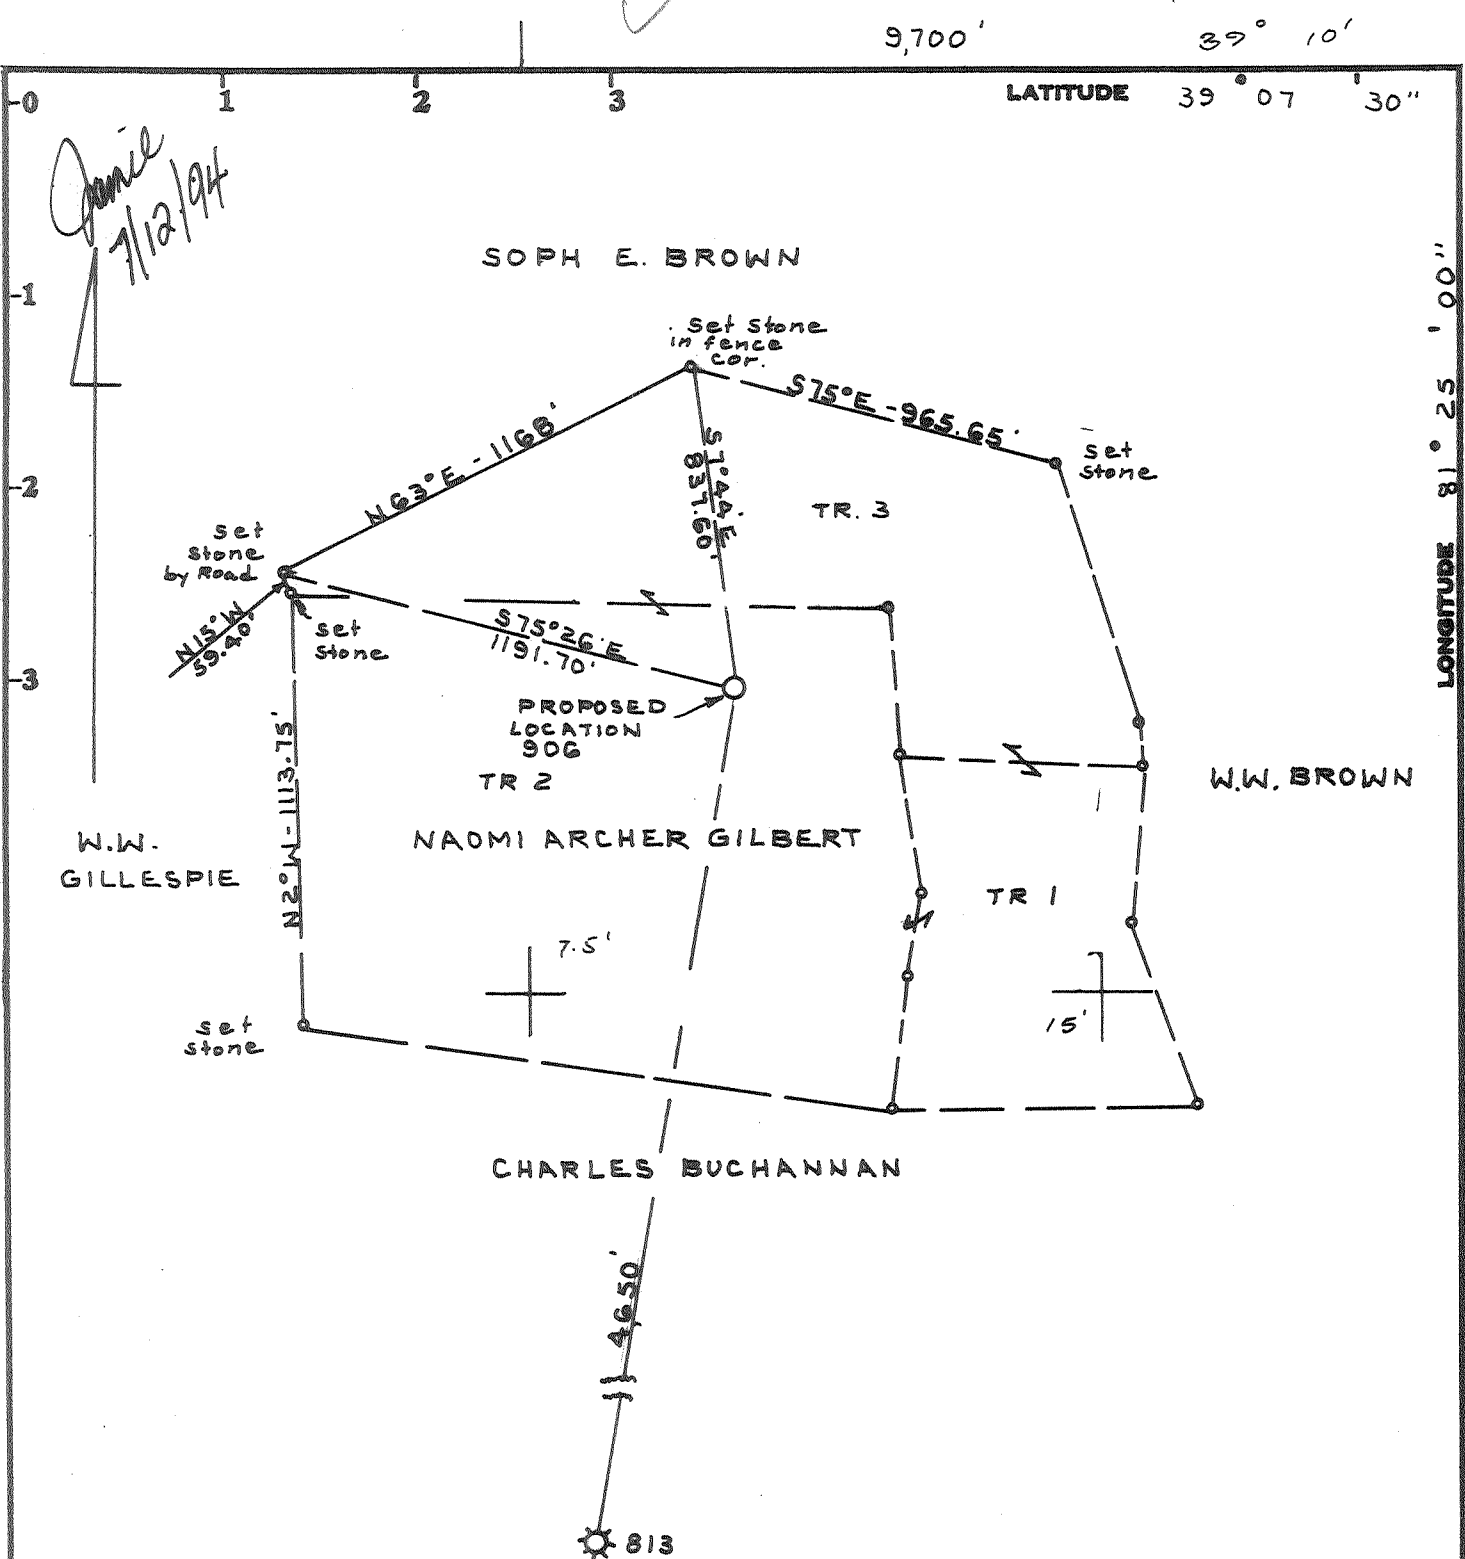 9,700'
39° 10'
0
1
2
3
LATITUDE 39° 07' 30"
Jamie
7/12/94
SOPH E. BROWN
1
LONGITUDE 81° 25' 00"
Set Stone
in fence
cor.
S75°E - 965.65'
Set
Stone
N63°E - 1168'
S7°44'E
837.60'
2
TR. 3
Set
Stone
by Road
N15°W
59.40'
Set
Stone
S75°26'E
1191.70'
3
PROPOSED
LOCATION
906
TR 2
W.W. BROWN
N2°W - 1113.75'
NAOMI ARCHER GILBERT
W.W.
GILLESPIE
TR 1
7.5'
15'
Set
Stone
CHARLES BUCHANNAN
4,650'
813